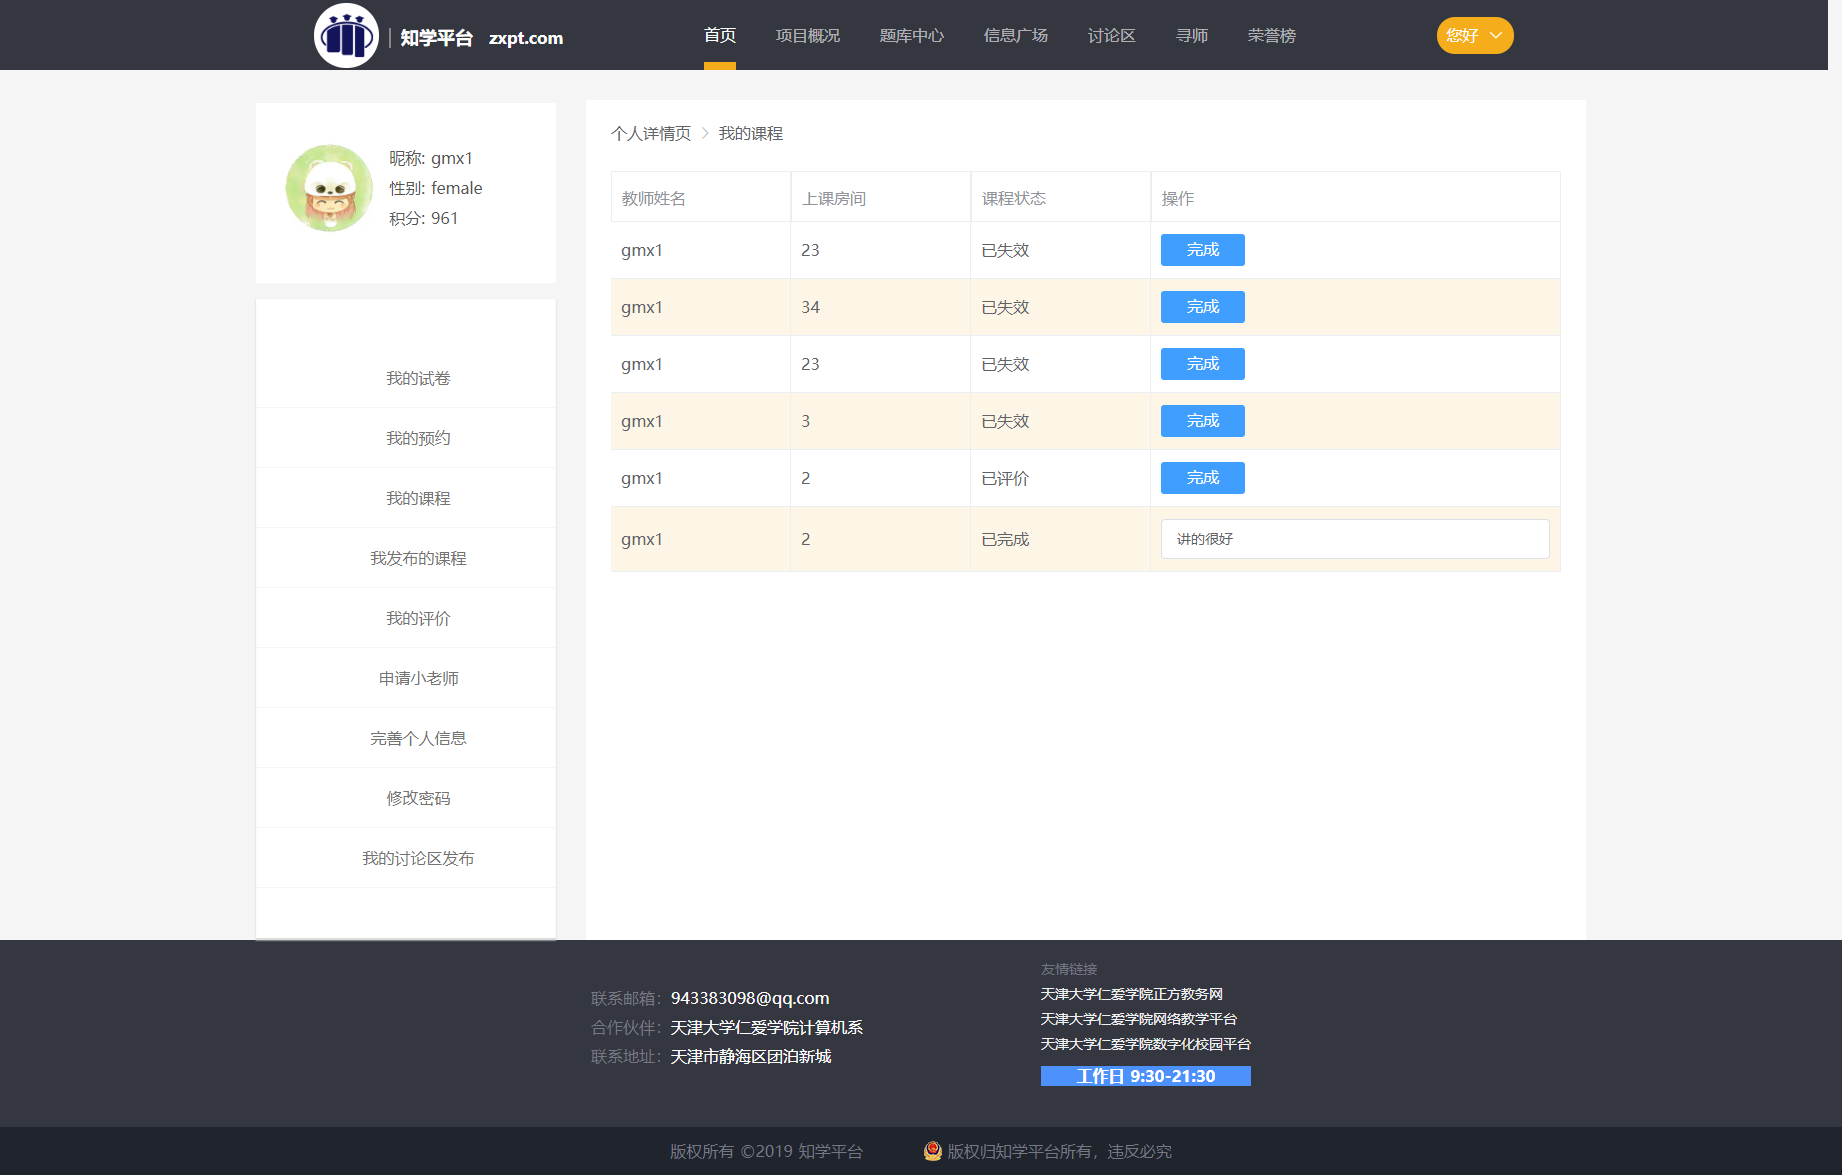 知学平台 zxpt.com
首页 项目概况 题库中心 信息广场 讨论区 寻师 荣誉榜 您好
昵称: gmx1
性别: female
积分: 961
我的试卷
我的预约
我的课程
我发布的课程
我的评价
申请小老师
完善个人信息
修改密码
我的讨论区发布
个人详情页 > 我的课程
教师姓名 上课房间 课程状态 操作
gmx1 23 已失效 完成
gmx1 34 已失效 完成
gmx1 23 已失效 完成
gmx1 3 已失效 完成
gmx1 2 已评价 完成
gmx1 2 已完成 讲的很好
联系邮箱：943383098@qq.com
合作伙伴：天津大学仁爱学院计算机系
联系地址：天津市静海区团泊新城
友情链接
天津大学仁爱学院正方教务网
天津大学仁爱学院网络教学平台
天津大学仁爱学院数字化校园平台
工作日 9:30-21:30
版权所有 ©2019 知学平台 版权归知学平台所有，违反必究